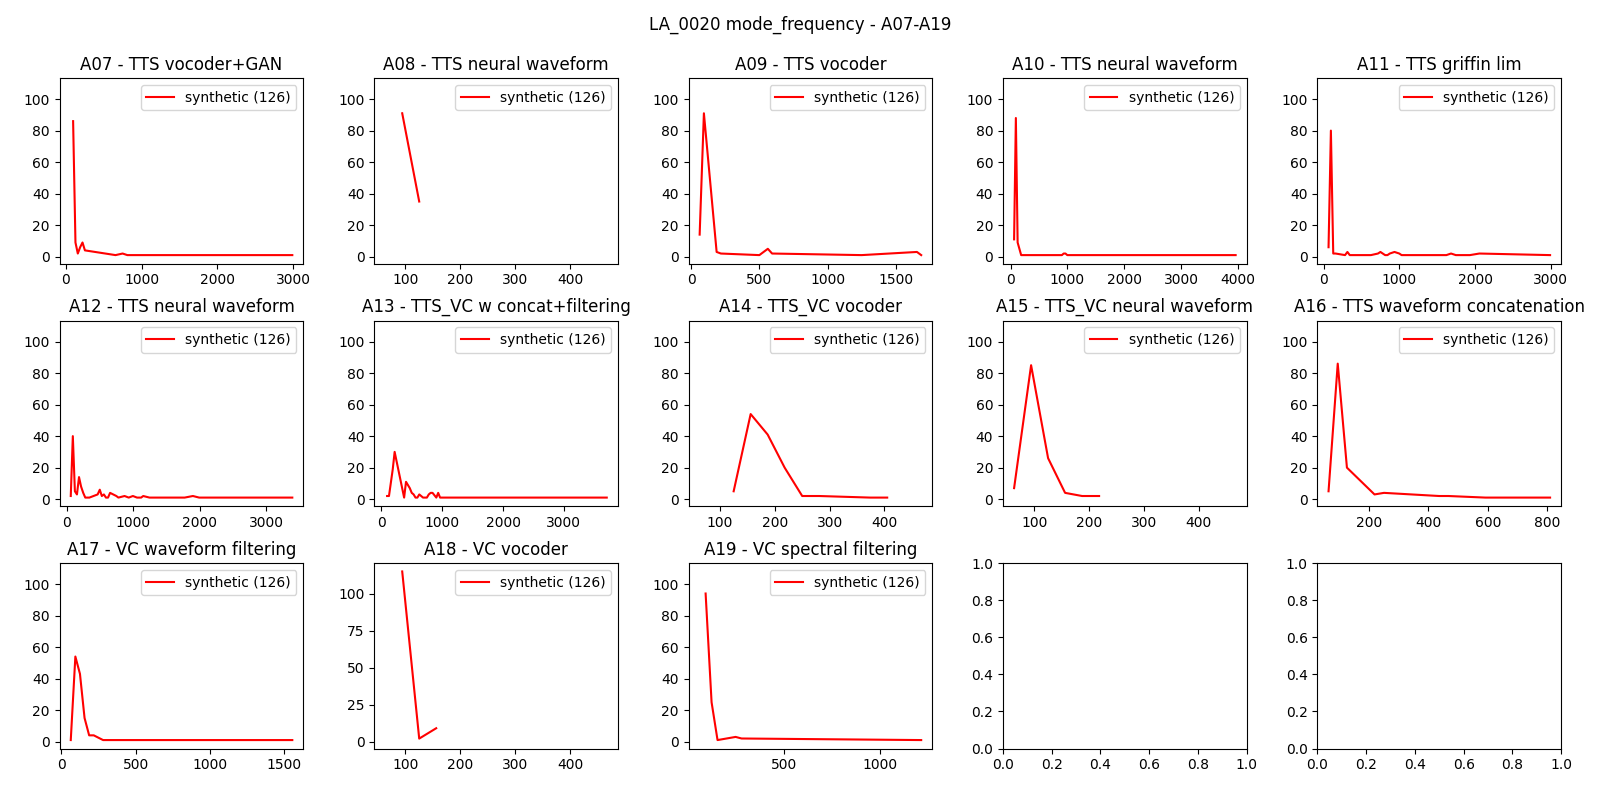 LA_0020 mode_frequency - A07-A19
A07 - TTS vocoder+GAN
synthetic (126)
100
80
60
40
20
0
0 1000 2000 3000
A08 - TTS neural waveform
synthetic (126)
100
80
60
40
20
0
100 200 300 400
A09 - TTS vocoder
synthetic (126)
100
80
60
40
20
0
0 500 1000 1500
A10 - TTS neural waveform
synthetic (126)
100
80
60
40
20
0
0 1000 2000 3000 4000
A11 - TTS griffin lim
synthetic (126)
100
80
60
40
20
0
0 1000 2000 3000
A12 - TTS neural waveform
synthetic (126)
100
80
60
40
20
0
0 1000 2000 3000
A13 - TTS_VC w concat+filtering
synthetic (126)
100
80
60
40
20
0
0 1000 2000 3000
A14 - TTS_VC vocoder
synthetic (126)
100
80
60
40
20
0
100 200 300 400
A15 - TTS_VC neural waveform
synthetic (126)
100
80
60
40
20
0
100 200 300 400
A16 - TTS waveform concatenation
synthetic (126)
100
80
60
40
20
0
200 400 600 800
A17 - VC waveform filtering
synthetic (126)
100
80
60
40
20
0
0 500 1000 1500
A18 - VC vocoder
synthetic (126)
100
75
50
25
0
100 200 300 400
A19 - VC spectral filtering
synthetic (126)
100
80
60
40
20
0
500 1000
1.0
0.8
0.6
0.4
0.2
0.0
0.0 0.2 0.4 0.6 0.8 1.0
1.0
0.8
0.6
0.4
0.2
0.0
0.0 0.2 0.4 0.6 0.8 1.0